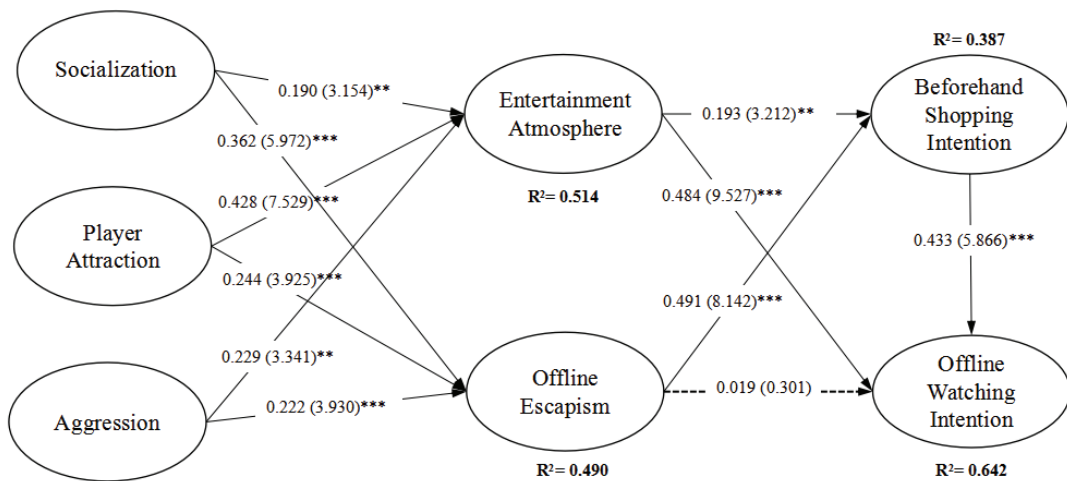 R²= 0.387
Socialization
0.190 (3.154)**
Entertainment
Atmosphere
0.193 (3.212)**
Beforehand
Shopping
Intention
0.362 (5.972)***
R²= 0.514
0.428 (7.529)***
0.484 (9.527)***
Player
Attraction
0.433 (5.866)***
0.244 (3.925)***
0.491 (8.142)***
0.229 (3.341)**
Aggression
0.222 (3.930)***
Offline
Escapism
0.019 (0.301)
Offline
Watching
Intention
R²= 0.490
R²= 0.642